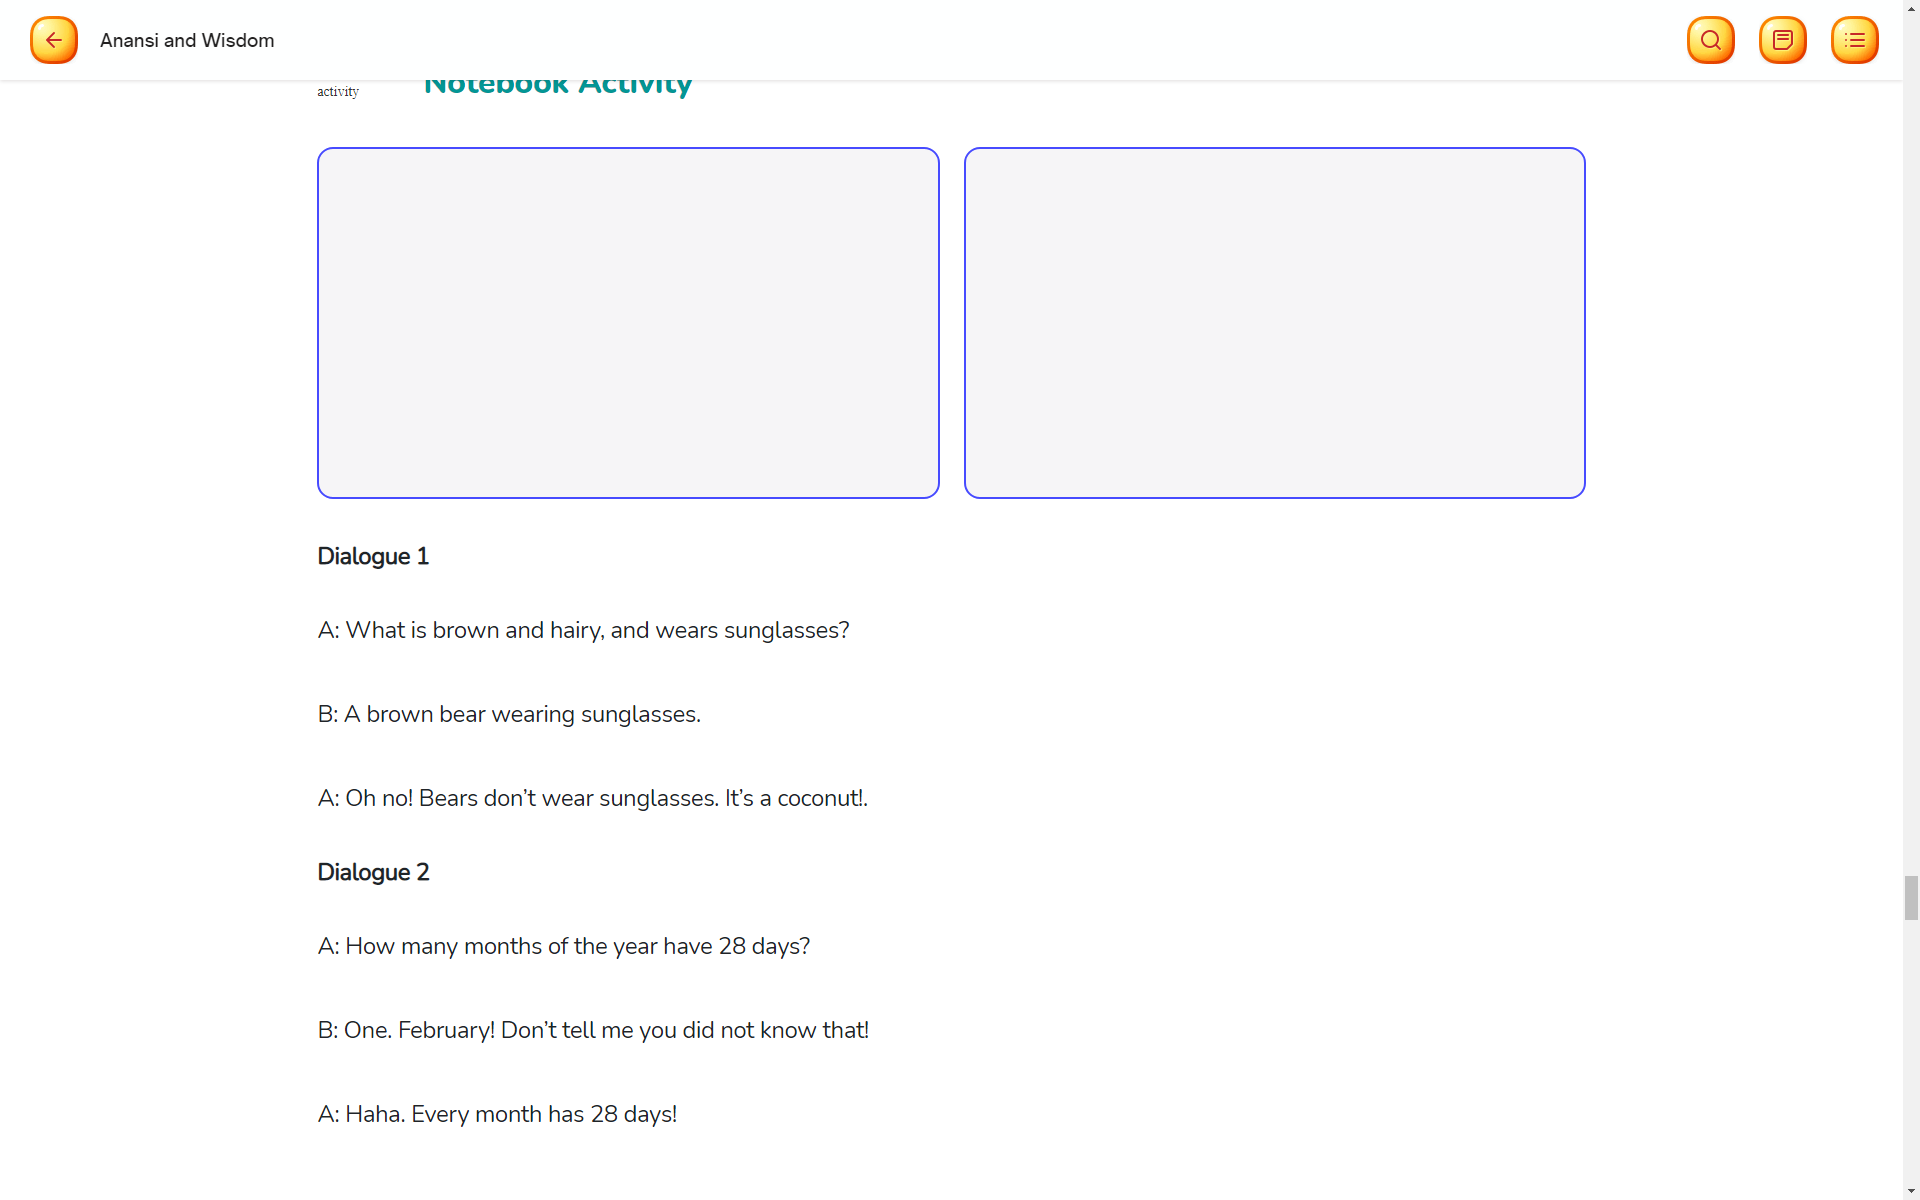 Anansi and Wisdom
activity
Notebook Activity
Dialogue 1
A: What is brown and hairy, and wears sunglasses?
B: A brown bear wearing sunglasses.
A: Oh no! Bears don’t wear sunglasses. It’s a coconut!.
Dialogue 2
A: How many months of the year have 28 days?
B: One. February! Don’t tell me you did not know that!
A: Haha. Every month has 28 days!